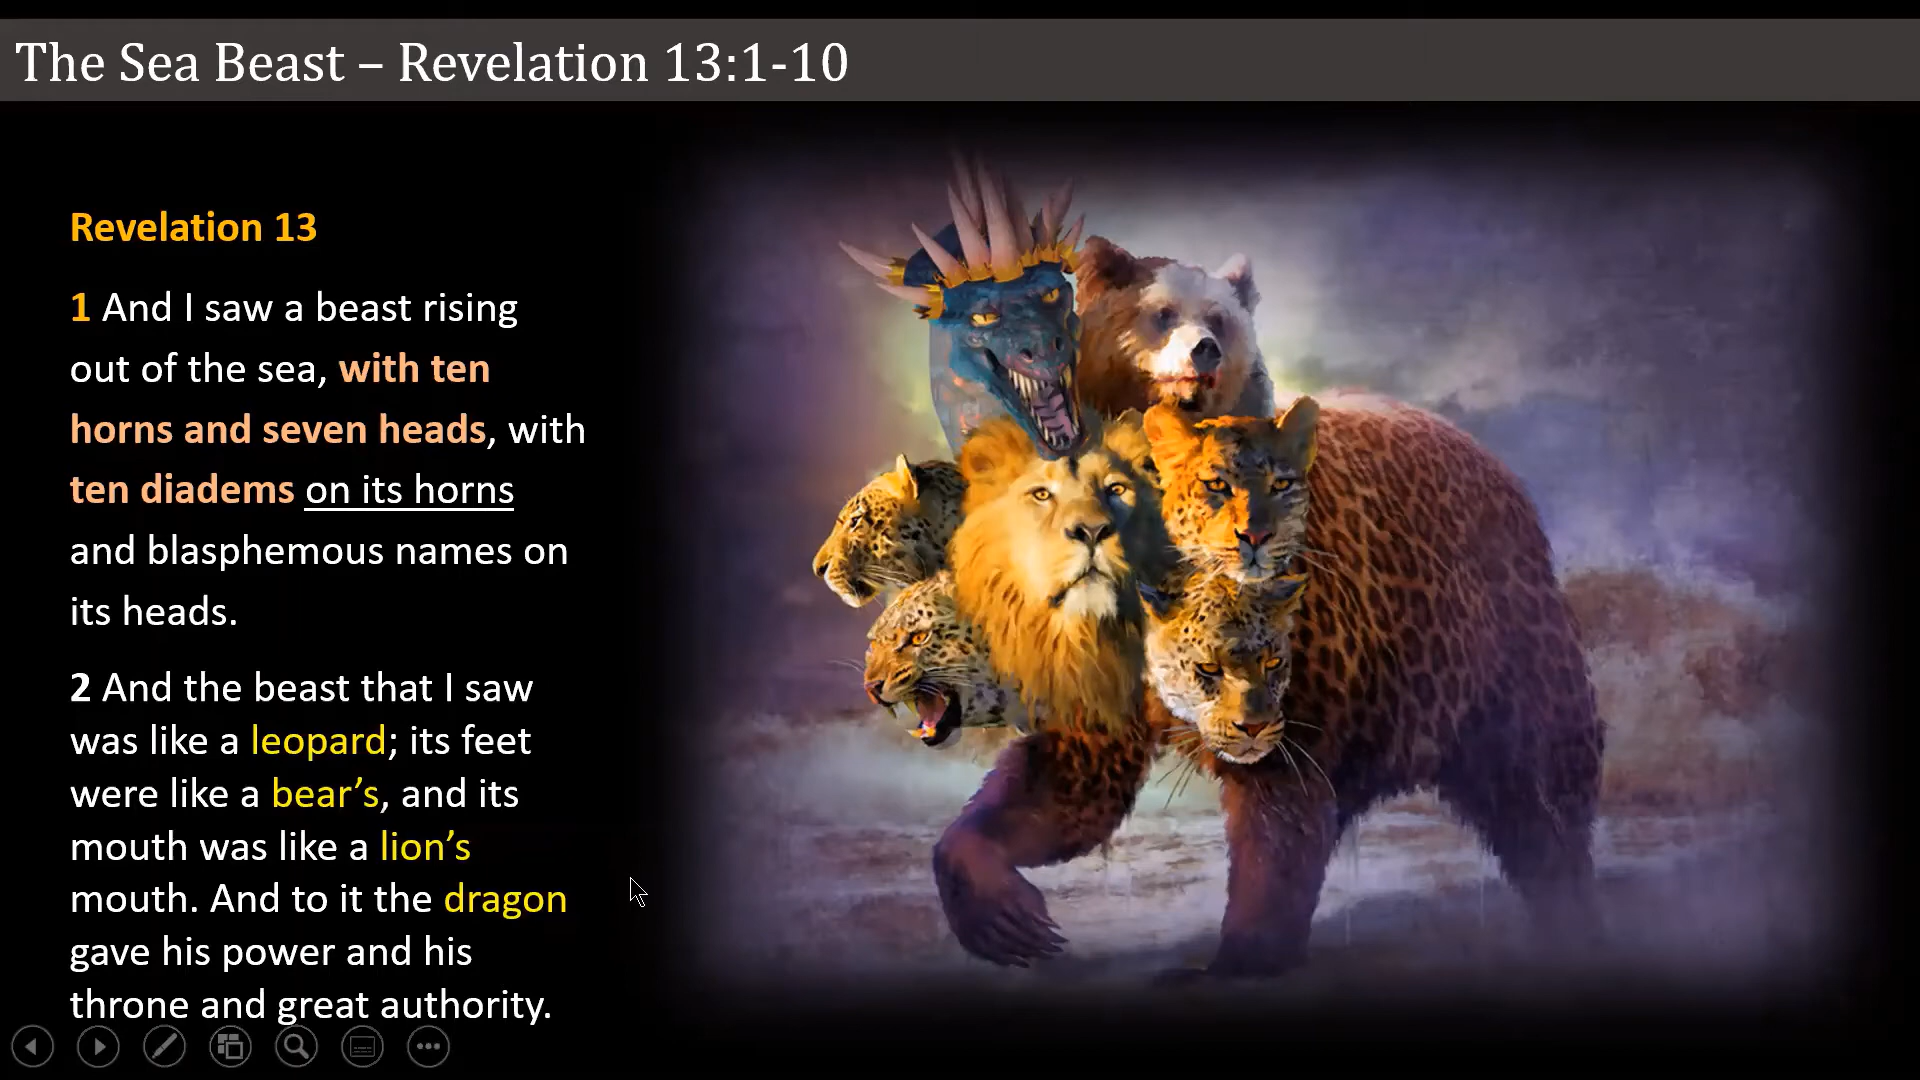 The Sea Beast – Revelation 13:1-10
Revelation 13
1 And I saw a beast rising
out of the sea, with ten
horns and seven heads, with
ten diadems on its horns
and blasphemous names on
its heads.
2 And the beast that I saw
was like a leopard; its feet
were like a bear’s, and its
mouth was like a lion’s
mouth. And to it the dragon
gave his power and his
throne and great authority.